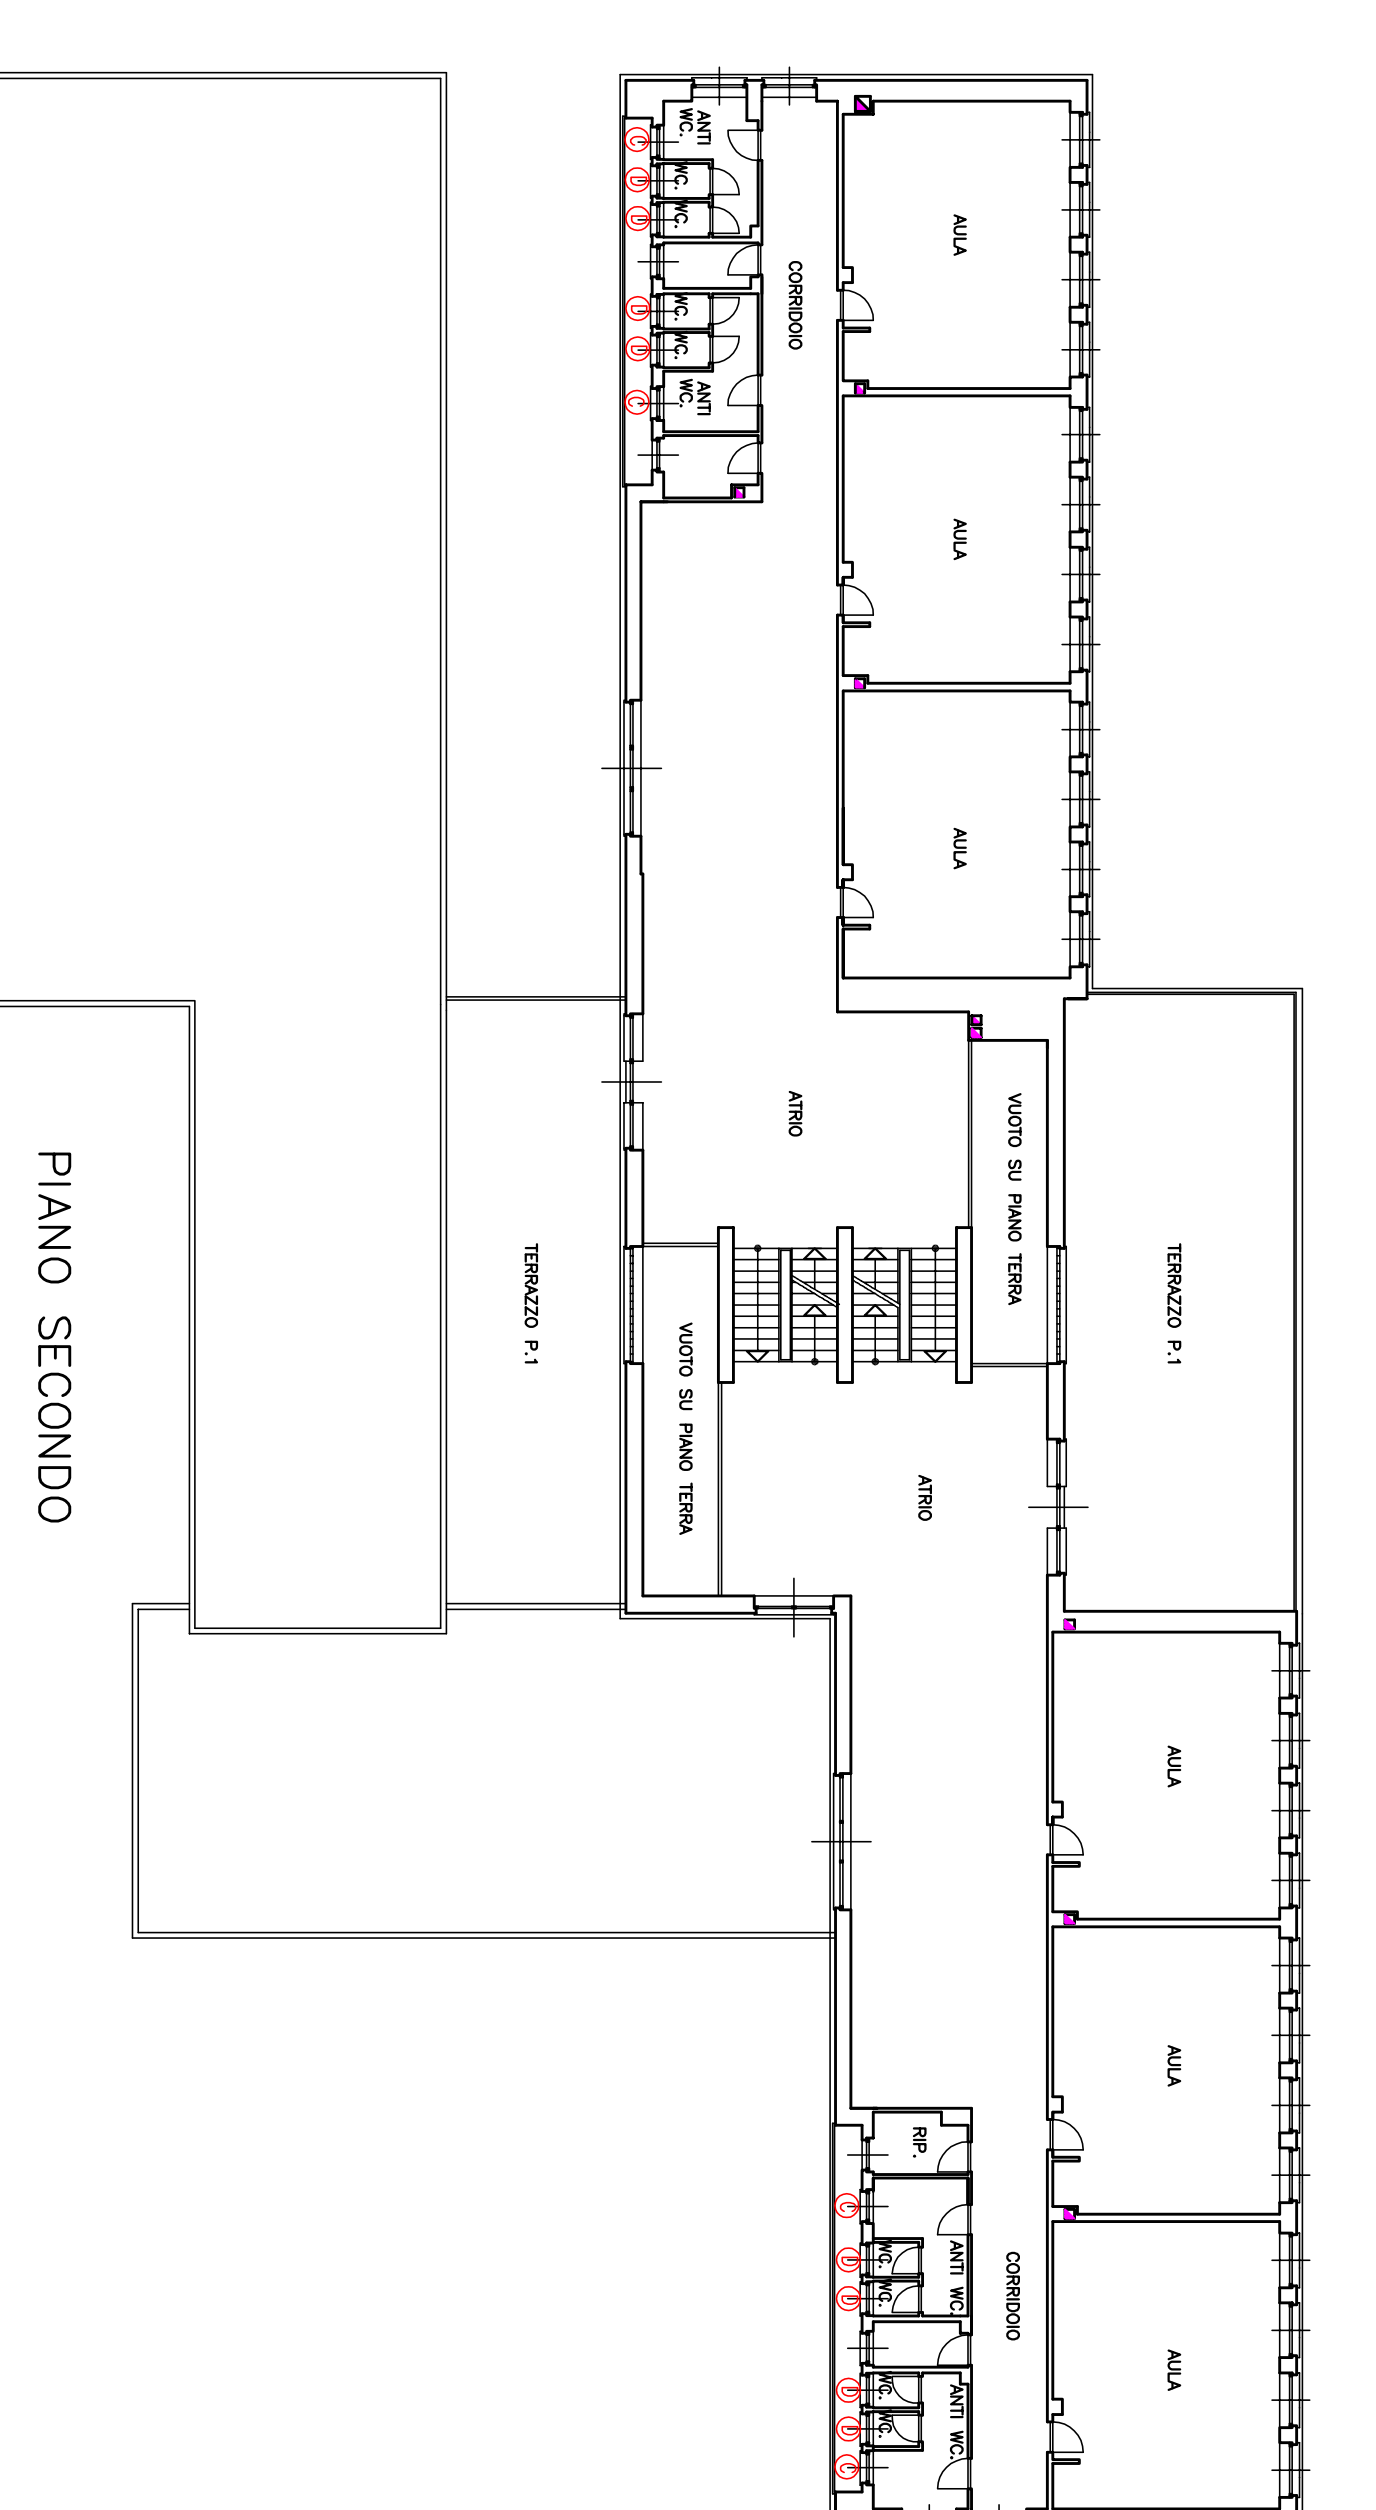 AULA
AULA
AULA
CORRIDOIO
ANTI
WC.
WC.
WC.
WC.
WC.
ANTI
WC.
C
D
D
D
D
C
TERRAZZO P.1
VUOTO SU PIANO TERRA
ATRIO
ATRIO
VUOTO SU PIANO TERRA
TERRAZZO P.1
AULA
AULA
AULA
CORRIDOIO
RIP.
ANTI WC.
WC.
WC.
ANTI WC.
WC.
WC.
C
D
D
D
D
C
PIANO SECONDO